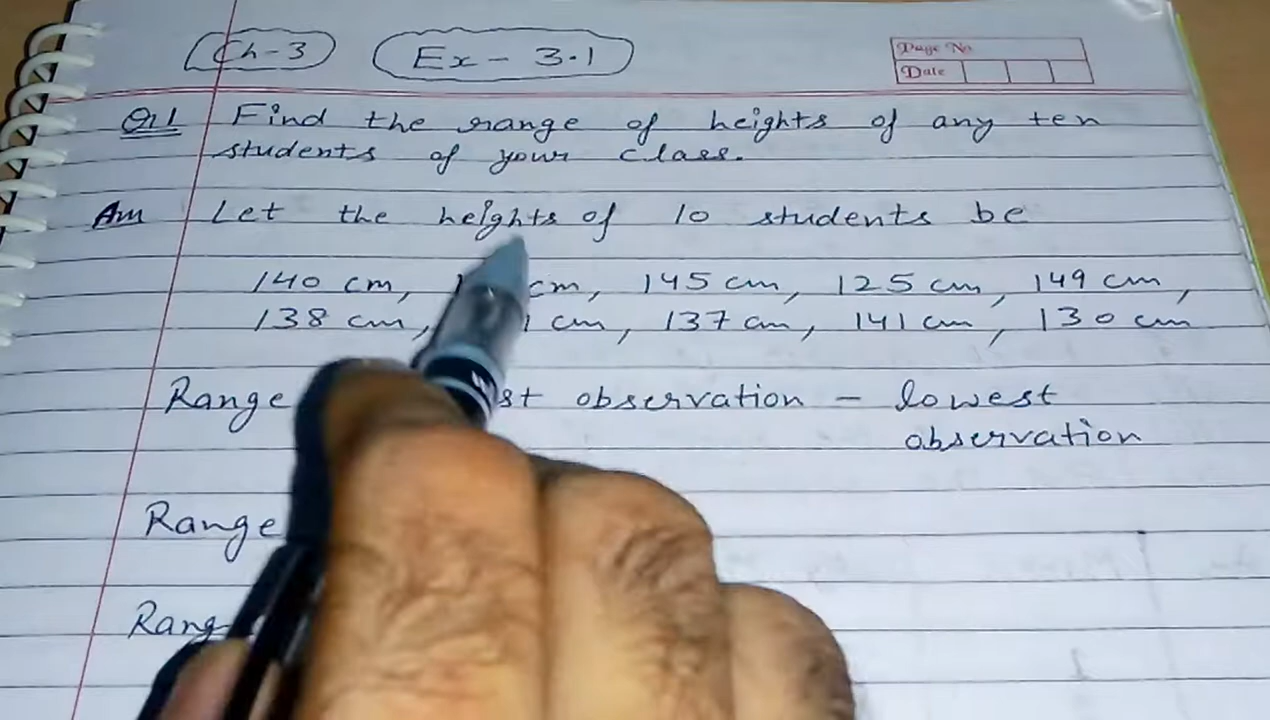 Ch-3 Ex - 3.1
Page No.
Date
Q.1 Find the range of heights of any ten
students of your class.
Ans Let the heights of 10 students be
140 cm, cm, 145 cm, 125 cm, 149 cm,
138 cm, cm, 137 cm, 141 cm, 130 cm
Range observation - lowest
observation
Range